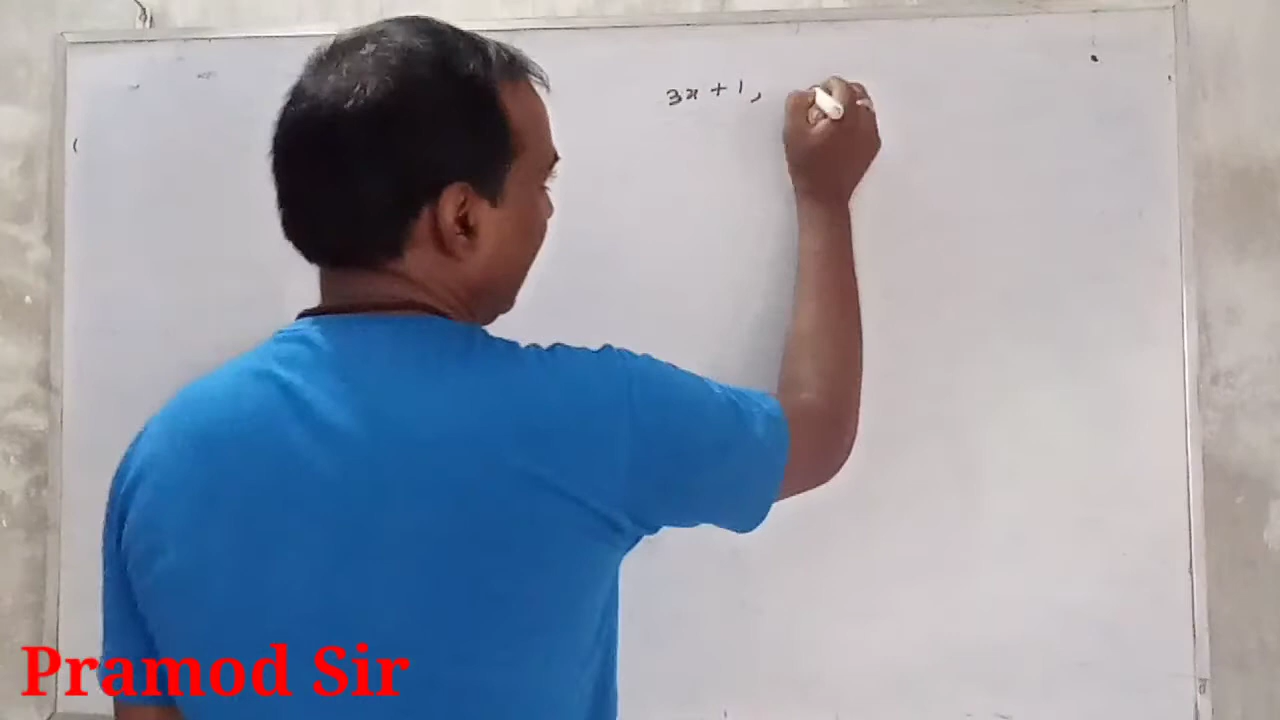 3x + 1,
Pramod Sir